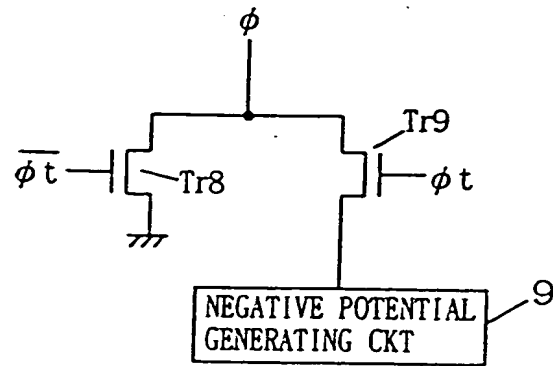 ϕ
Tr9
ϕt
Tr8
ϕt
9
NEGATIVE POTENTIAL
GENERATING CKT